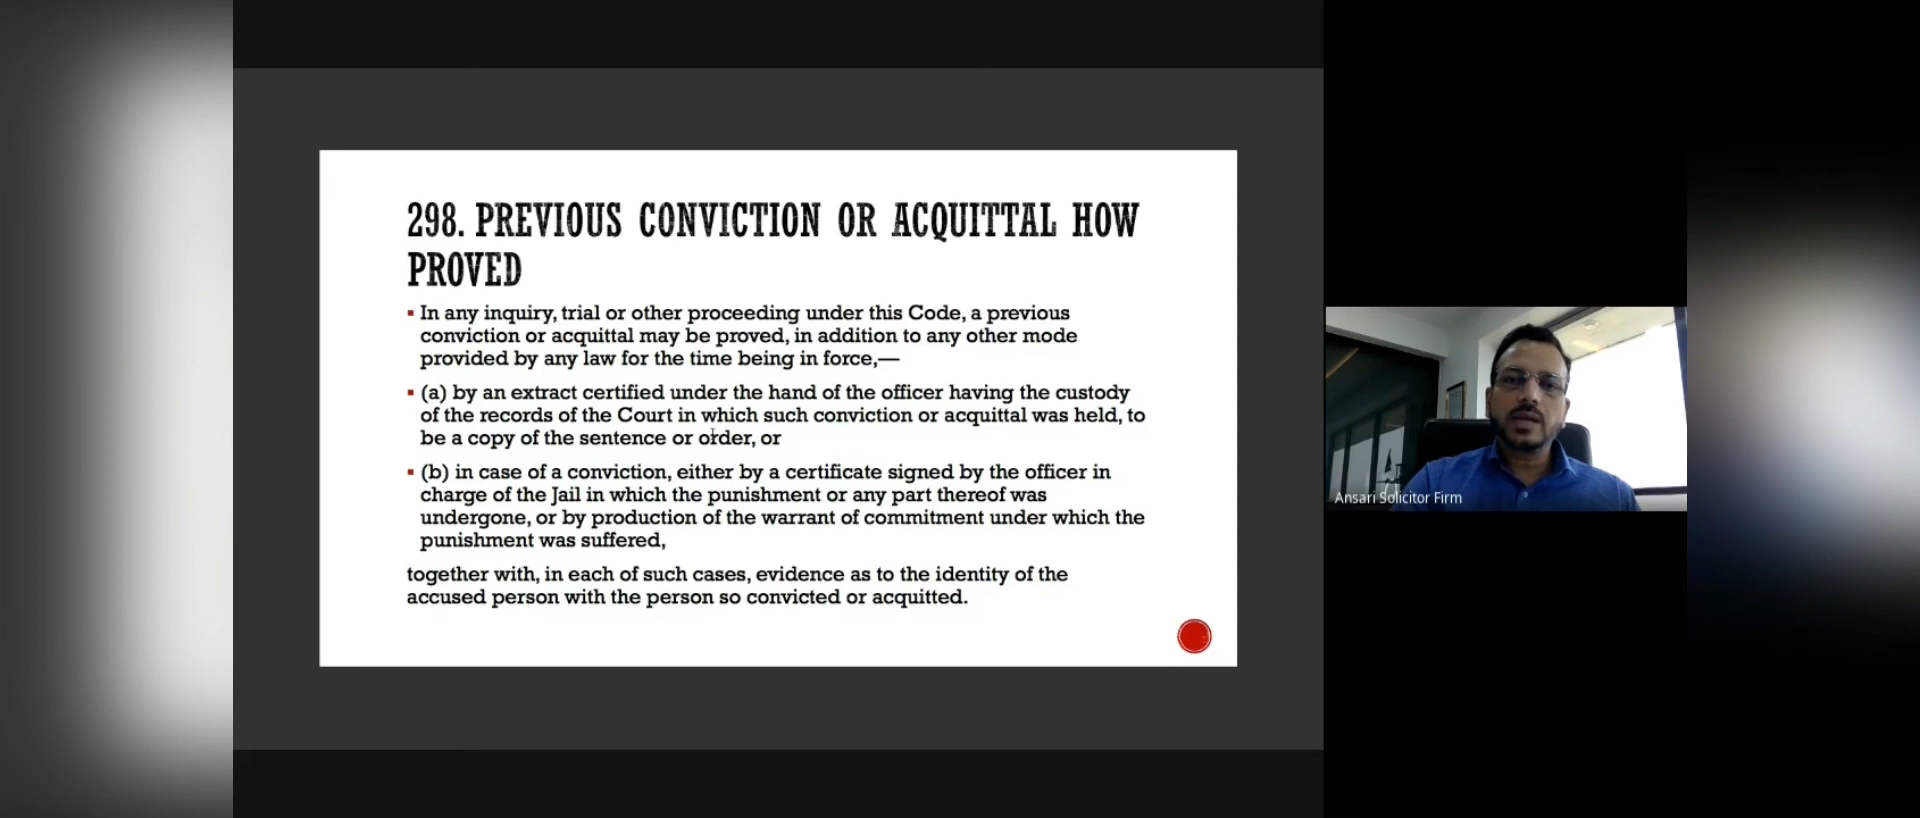 298. PREVIOUS CONVICTION OR ACQUITTAL HOW
PROVED
▪ In any inquiry, trial or other proceeding under this Code, a previous
conviction or acquittal may be proved, in addition to any other mode
provided by any law for the time being in force,—
▪ (a) by an extract certified under the hand of the officer having the custody
of the records of the Court in which such conviction or acquittal was held, to
be a copy of the sentence or order, or
▪ (b) in case of a conviction, either by a certificate signed by the officer in
charge of the Jail in which the punishment or any part thereof was
undergone, or by production of the warrant of commitment under which the
punishment was suffered,
together with, in each of such cases, evidence as to the identity of the
accused person with the person so convicted or acquitted.
Ansari Solicitor Firm